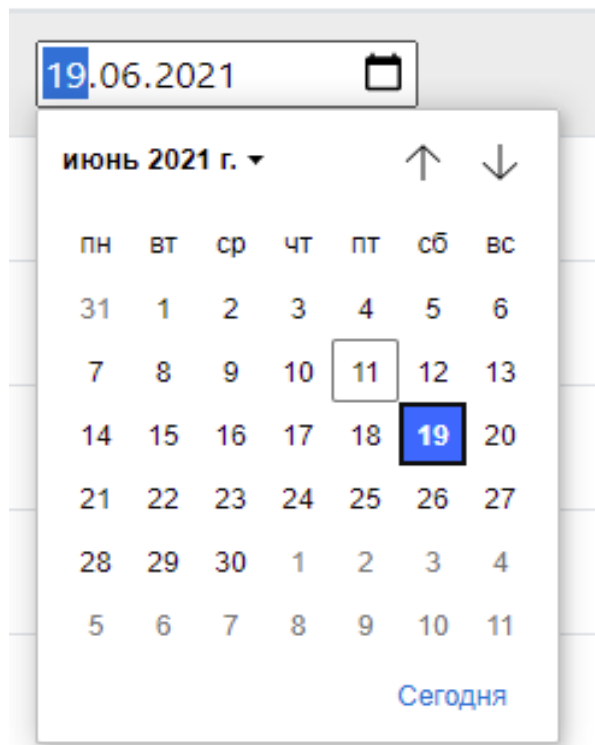 19.06.2021
июнь 2021 г.
пн вт ср чт пт сб вс
31 1 2 3 4 5 6
7 8 9 10 11 12 13
14 15 16 17 18 19 20
21 22 23 24 25 26 27
28 29 30 1 2 3 4
5 6 7 8 9 10 11
Сегодня